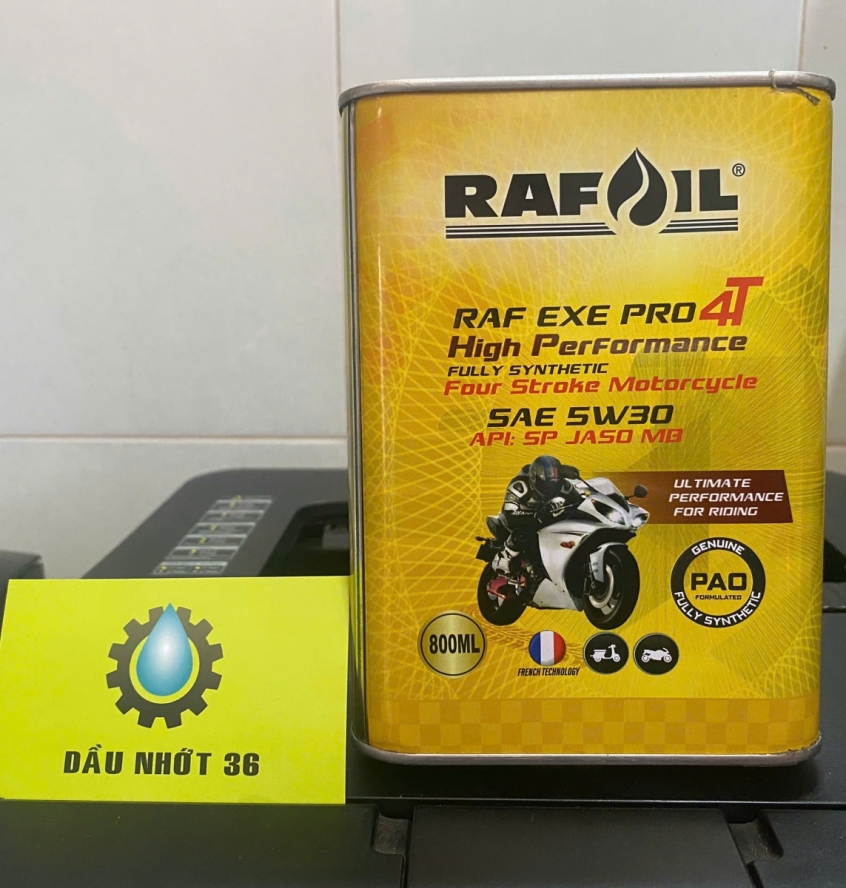 RAFOIL®
RAF EXE PRO 4T
High Performance
FULLY SYNTHETIC
Four Stroke Motorcycle
SAE 5W30
API: SP JASO MB
ULTIMATE
PERFORMANCE
FOR RIDING
GENUINE
PAO
FORMULATED
FULLY SYNTHETIC
800ML
FRENCH TECHNOLOGY
DẦU NHỚT 36